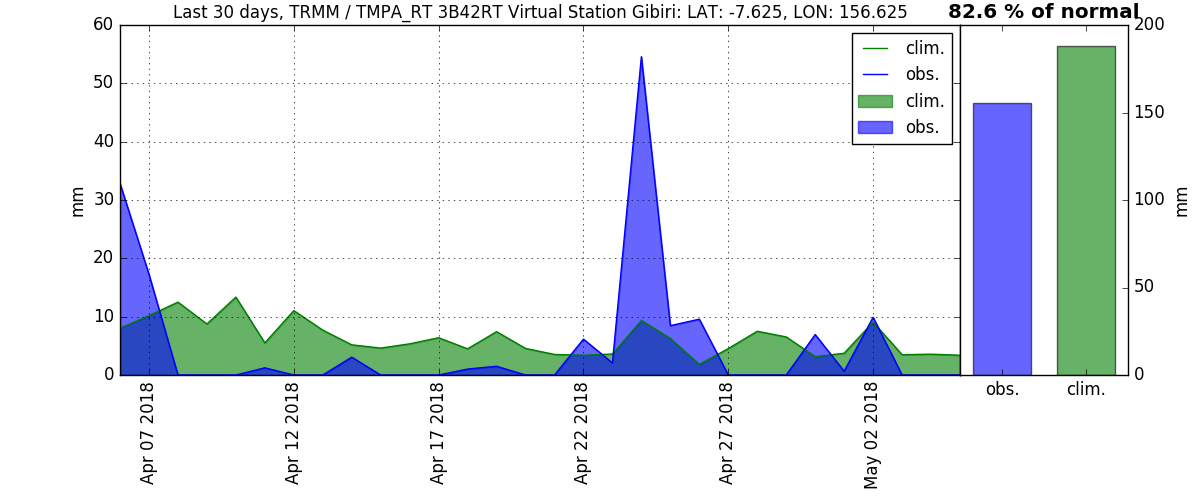 Last 30 days, TRMM / TMPA_RT 3B42RT Virtual Station Gibiri: LAT: -7.625, LON: 156.625
82.6 % of normal
60
50
40
30
20
10
0
mm
clim.
obs.
clim.
obs.
Apr 07 2018
Apr 12 2018
Apr 17 2018
Apr 22 2018
Apr 27 2018
May 02 2018
200
150
100
50
0
mm
obs.
clim.